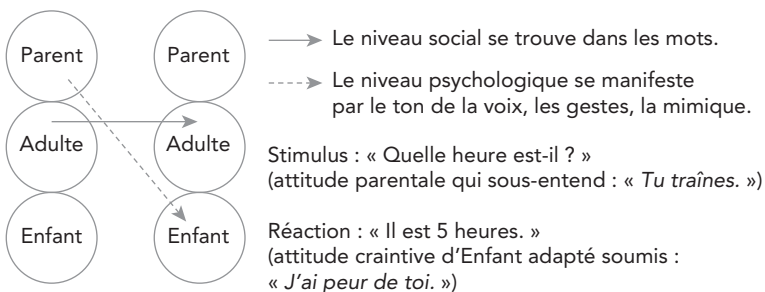 Parent
Parent
Adulte
Adulte
Enfant
Enfant
Le niveau social se trouve dans les mots.
Le niveau psychologique se manifeste
par le ton de la voix, les gestes, la mimique.
Stimulus : « Quelle heure est-il ? »
(attitude parentale qui sous-entend : « Tu traînes. »)
Réaction : « Il est 5 heures. »
(attitude craintive d’Enfant adapté soumis :
« J’ai peur de toi. »)